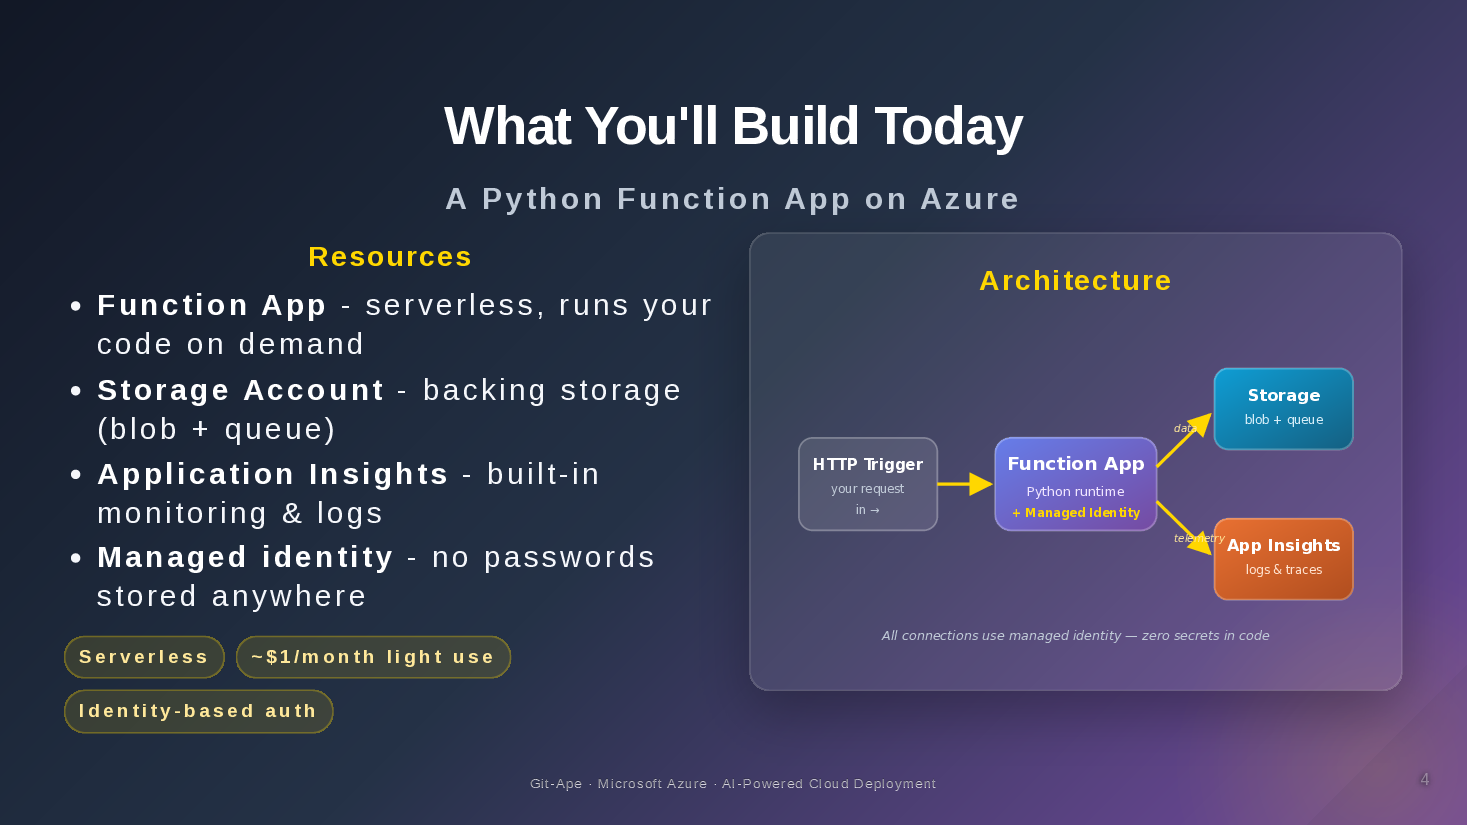 What You'll Build Today
A Python Function App on Azure
Resources
• Function App - serverless, runs your
code on demand
• Storage Account - backing storage
(blob + queue)
• Application Insights - built-in
monitoring & logs
• Managed identity - no passwords
stored anywhere
Serverless
~$1/month light use
Identity-based auth
Architecture
HTTP Trigger
your request
in →
Function App
Python runtime
+ Managed Identity
data
telemetry
Storage
blob + queue
App Insights
logs & traces
All connections use managed identity — zero secrets in code
Git-Ape · Microsoft Azure · AI-Powered Cloud Deployment
4